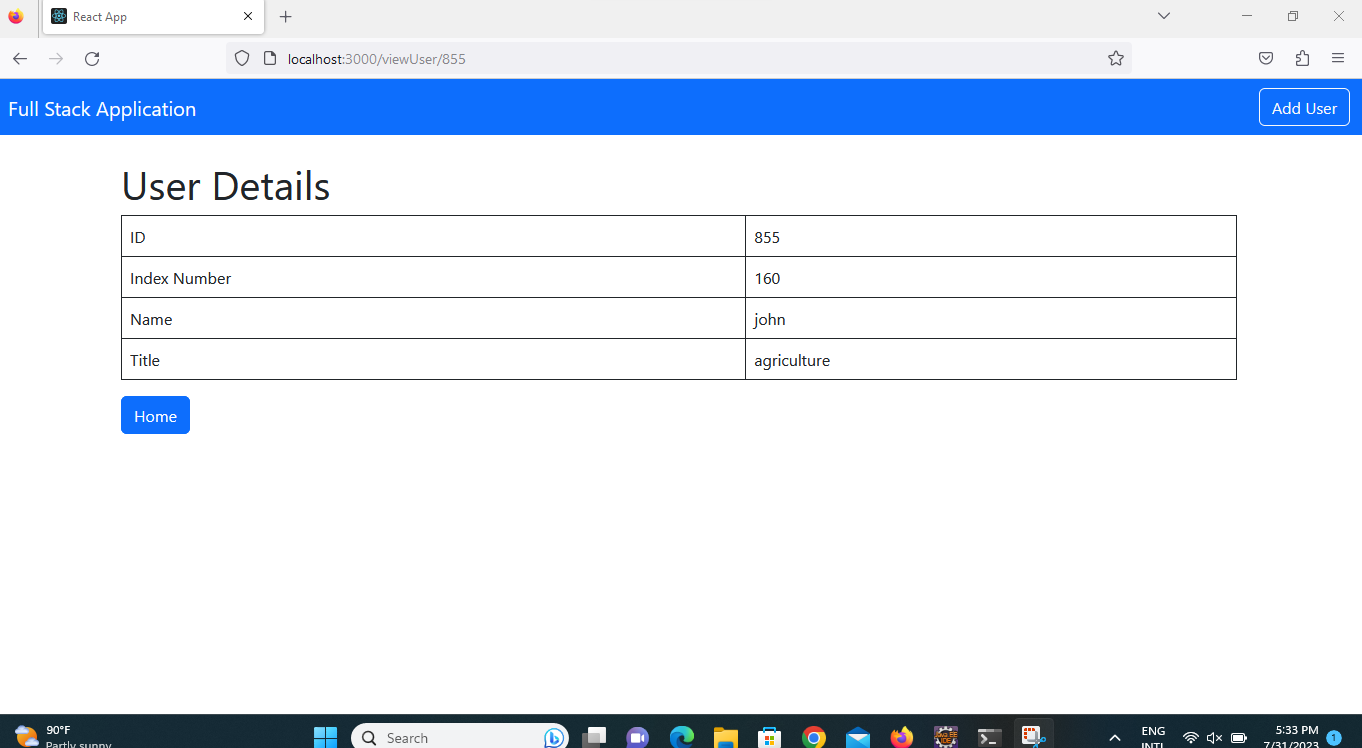 React App
localhost:3000/viewUser/855
Full Stack Application
Add User
User Details
ID 855
Index Number 160
Name john
Title agriculture
Home
90°F
Partly sunny
Search
ENG
INTL
5:33 PM
7/31/2023
1